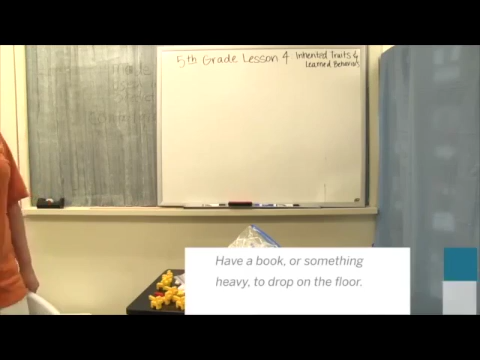 5th Grade Lesson 4 Inherited Traits &
Learned Behaviors
Have a book, or something
heavy, to drop on the floor.